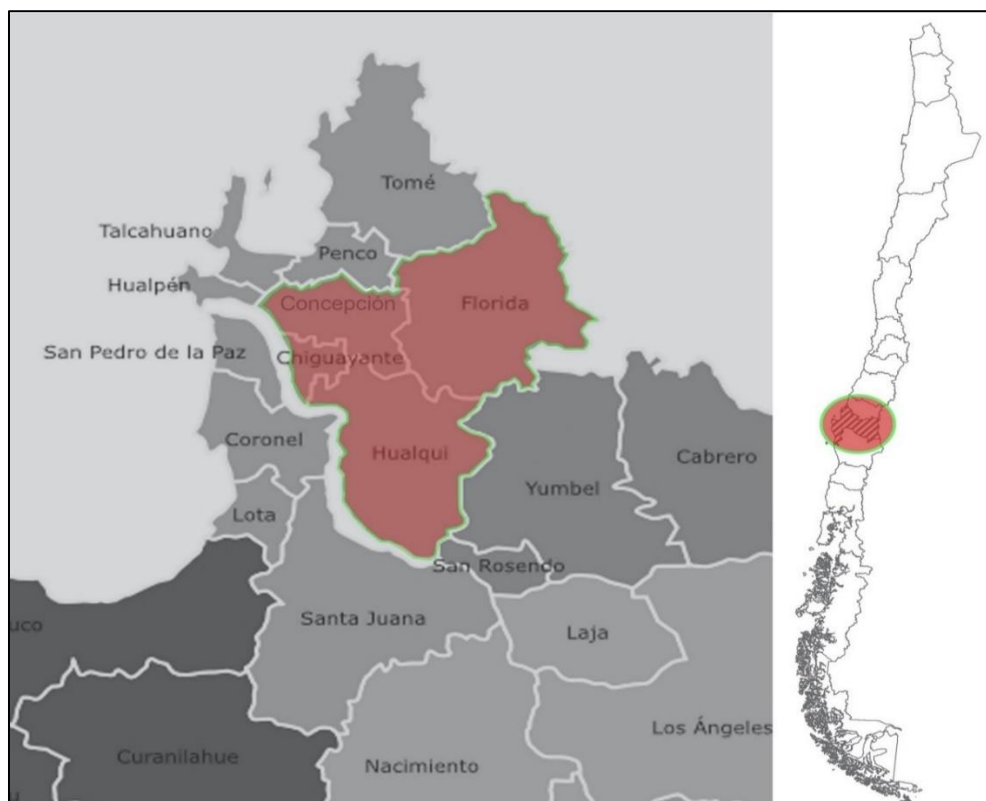 Tomé
Talcahuano
Penco
Hualpén
Concepción
Florida
San Pedro de la Paz
Chiguayante
Coronel
Hualqui
Cabrero
Yumbel
Lota
San Rosendo
Santa Juana
uco
Laja
Los Ángeles
Curanilahue
Nacimiento